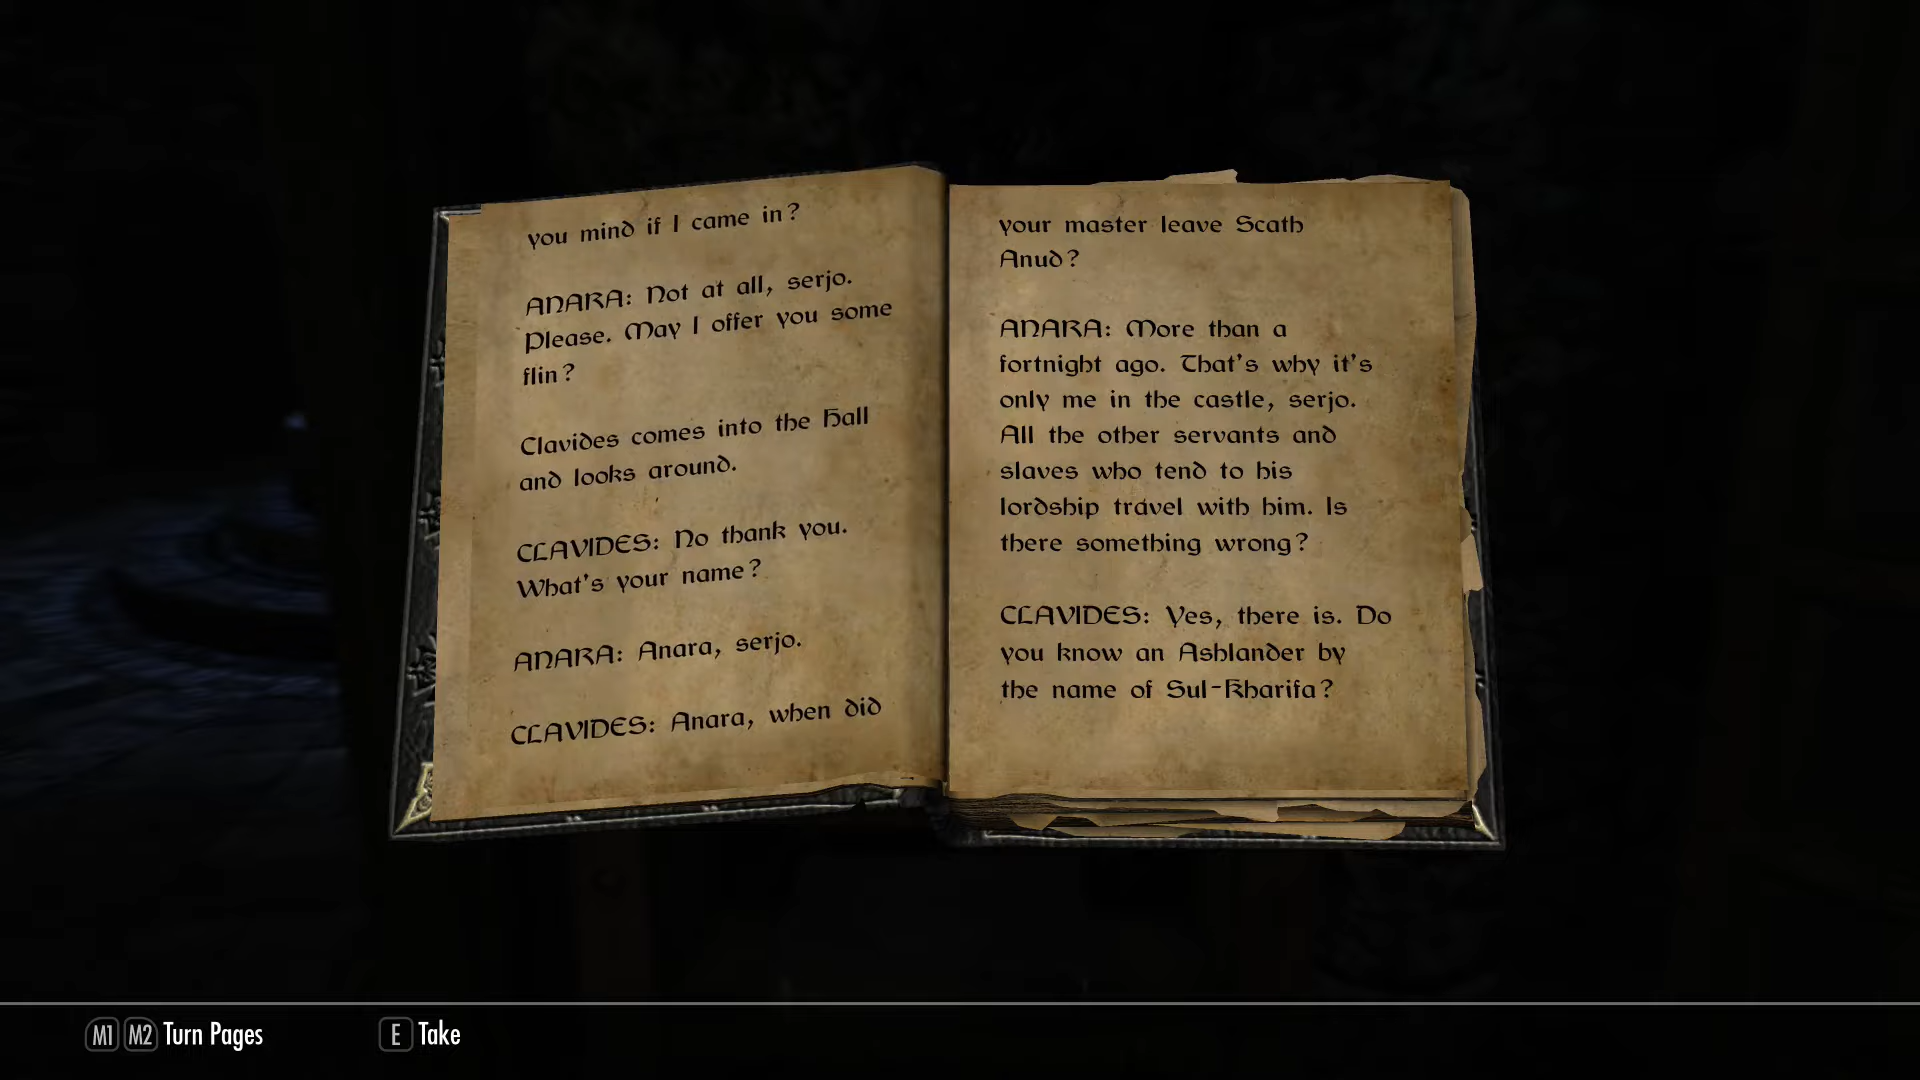 you mind if I came in?
ANARA: Not at all, serjo.
Please. May I offer you some
flin?
Clavides comes into the Hall
and looks around.
CLAVIDES: No thank you.
What's your name?
ANARA: Anara, serjo.
CLAVIDES: Anara, when did
your master leave Scath
Anud?
ANARA: More than a
fortnight ago. That's why it's
only me in the castle, serjo.
All the other servants and
slaves who tend to his
lordship travel with him. Is
there something wrong?
CLAVIDES: Yes, there is. Do
you know an Ashlander by
the name of Sul-Kharifa?
M1 M2 Turn Pages
E Take